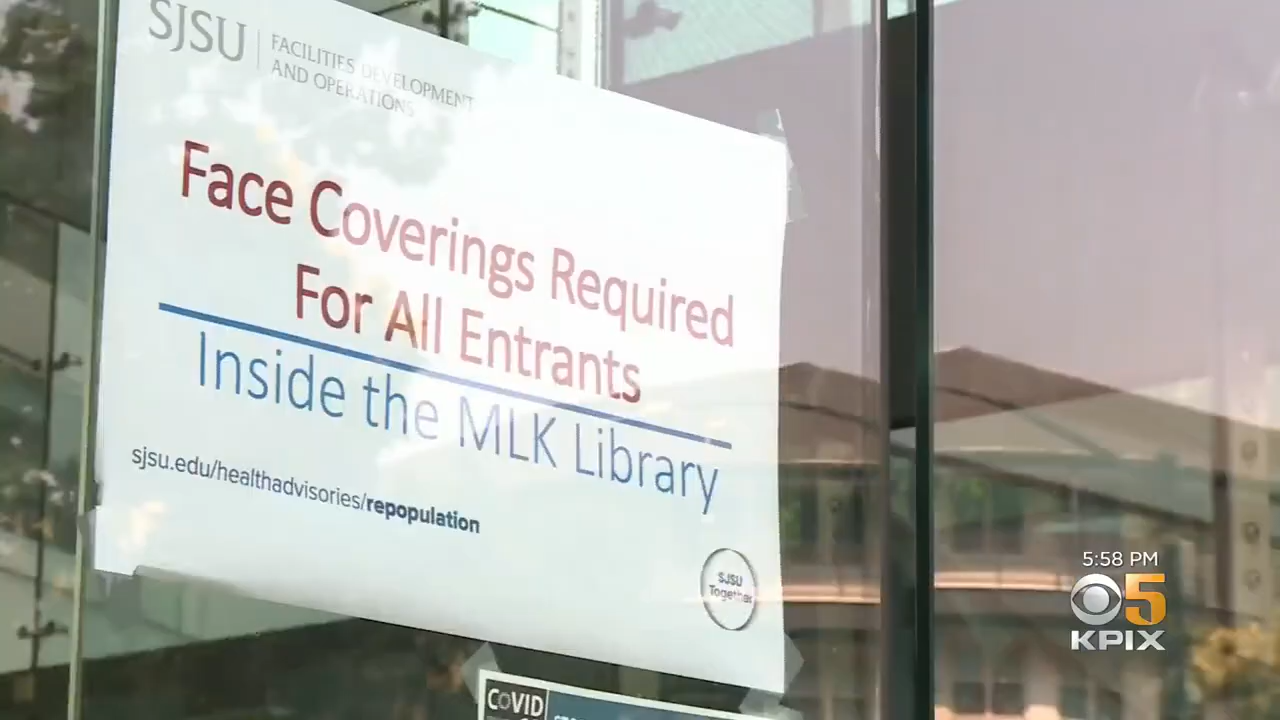 SJSU
FACILITIES DEVELOPMENT
AND OPERATIONS
Face Coverings Required
For All Entrants
Inside the MLK Library
sjsu.edu/healthadvisories/repopulation
SJSU
Together
COVID
5:58 PM
5
KPIX